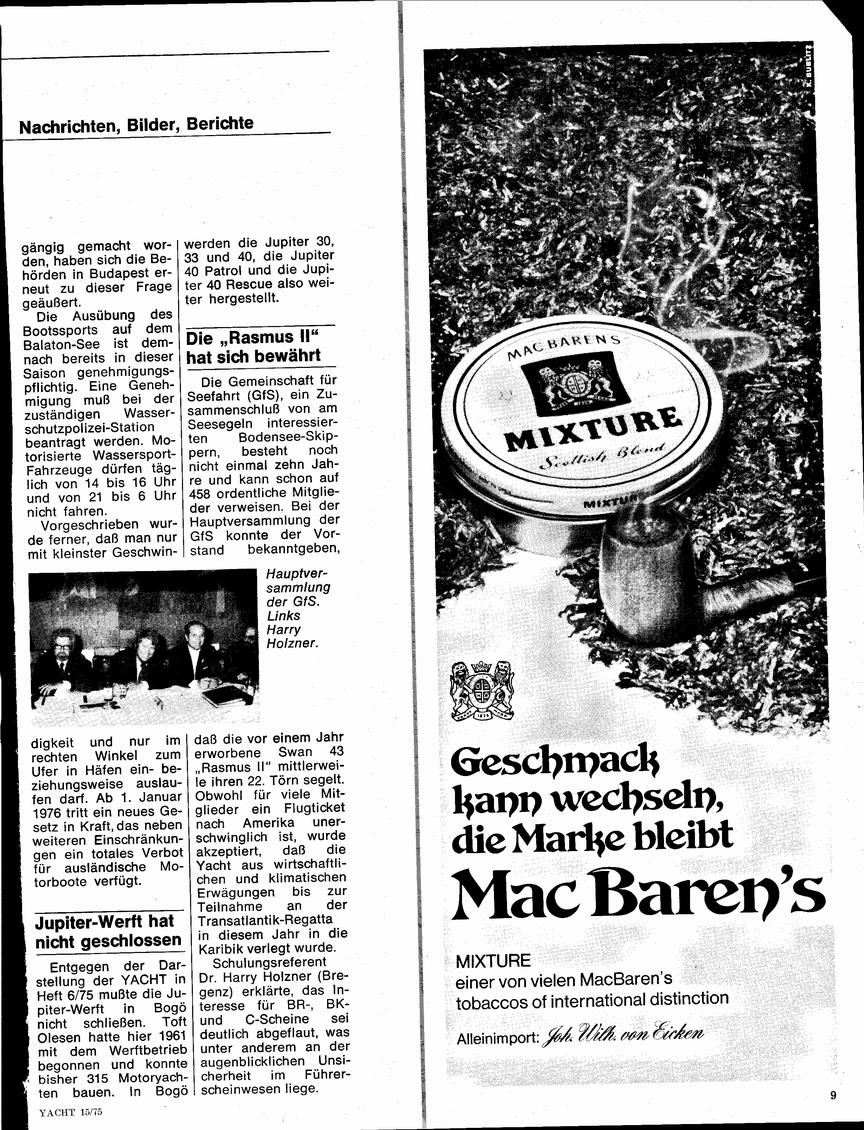 Nachrichten, Bilder, Berichte
gängig gemacht wor-
den, haben sich die Be-
hörden in Budapest er-
neut zu dieser Frage
geäußert.
Die Ausübung des
Bootssports auf dem
Balaton-See ist dem-
nach bereits in dieser
Saison genehmigungs-
pflichtig. Eine Geneh-
migung muß bei der
zuständigen Wasser-
schutzpolizei-Station
beantragt werden. Mo-
torisierte Wassersport-
Fahrzeuge dürfen täg-
lich von 14 bis 16 Uhr
und von 21 bis 6 Uhr
nicht fahren.
Vorgeschrieben wur-
de ferner, daß man nur
mit kleinster Geschwin-
digkeit und nur im
rechten Winkel zum
Ufer in Häfen ein- be-
ziehungsweise auslau-
fen darf. Ab 1. Januar
1976 tritt ein neues Ge-
setz in Kraft, das neben
weiteren Einschränkun-
gen ein totales Verbot
für ausländische Mo-
torboote verfügt.
Jupiter-Werft hat
nicht geschlossen
Entgegen der Dar-
stellung der YACHT in
Heft 6/75 mußte die Ju-
piter-Werft in Bogö
nicht schließen. Toft
Olesen hatte hier 1961
mit dem Werftbetrieb
begonnen und konnte
bisher 315 Motoryach-
ten bauen. In Bogö
werden die Jupiter 30,
33 und 40, die Jupiter
40 Patrol und die Jupi-
ter 40 Rescue also wei-
ter hergestellt.
Die „Rasmus II“
hat sich bewährt
Die Gemeinschaft für
Seefahrt (GfS), ein Zu-
sammenschluß von am
Seesegeln interessier-
ten Bodensee-Skip-
pern, besteht noch
nicht einmal zehn Jah-
re und kann schon auf
458 ordentliche Mitglie-
der verweisen. Bei der
Hauptversammlung der
GfS konnte der Vor-
stand bekanntgeben,
Hauptver-
sammlung
der GfS.
Links
Harry
Holzner.
daß die vor einem Jahr
erworbene Swan 43
„Rasmus II“ mittlerwei-
le ihren 22. Törn segelt.
Obwohl für viele Mit-
glieder ein Flugticket
nach Amerika uner-
schwinglich ist, wurde
akzeptiert, daß die
Yacht aus wirtschaftli-
chen und klimatischen
Erwägungen bis zur
Teilnahme an der
Transatlantik-Regatta
in diesem Jahr in die
Karibik verlegt wurde.
Schulungsreferent
Dr. Harry Holzner (Bre-
genz) erklärte, das In-
teresse für BR-, BK-
und C-Scheine sei
deutlich abgeflaut, was
unter anderem an der
augenblicklichen Unsi-
cherheit im Führer-
scheinwesen liege.
YACHT 15/75
K. BUBLITZ
MAC BAREN'S
MIXTURE
Scottish Blend
MIXTURE
Geschmack
kann wechseln,
die Marke bleibt
Mac Baren's
MIXTURE
einer von vielen MacBaren's
tobaccos of international distinction
Alleinimport: Joh. Wilh. von Eicken
9